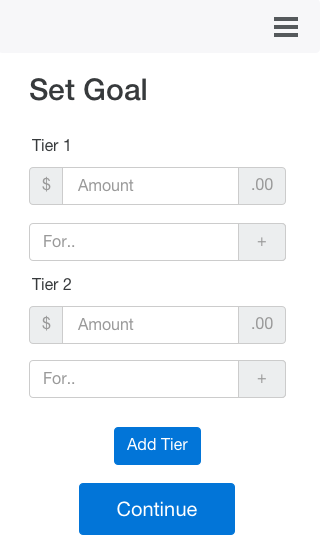 Set Goal
Tier 1
$ Amount .00
For.. +
Tier 2
$ Amount .00
For.. +
Add Tier
Continue